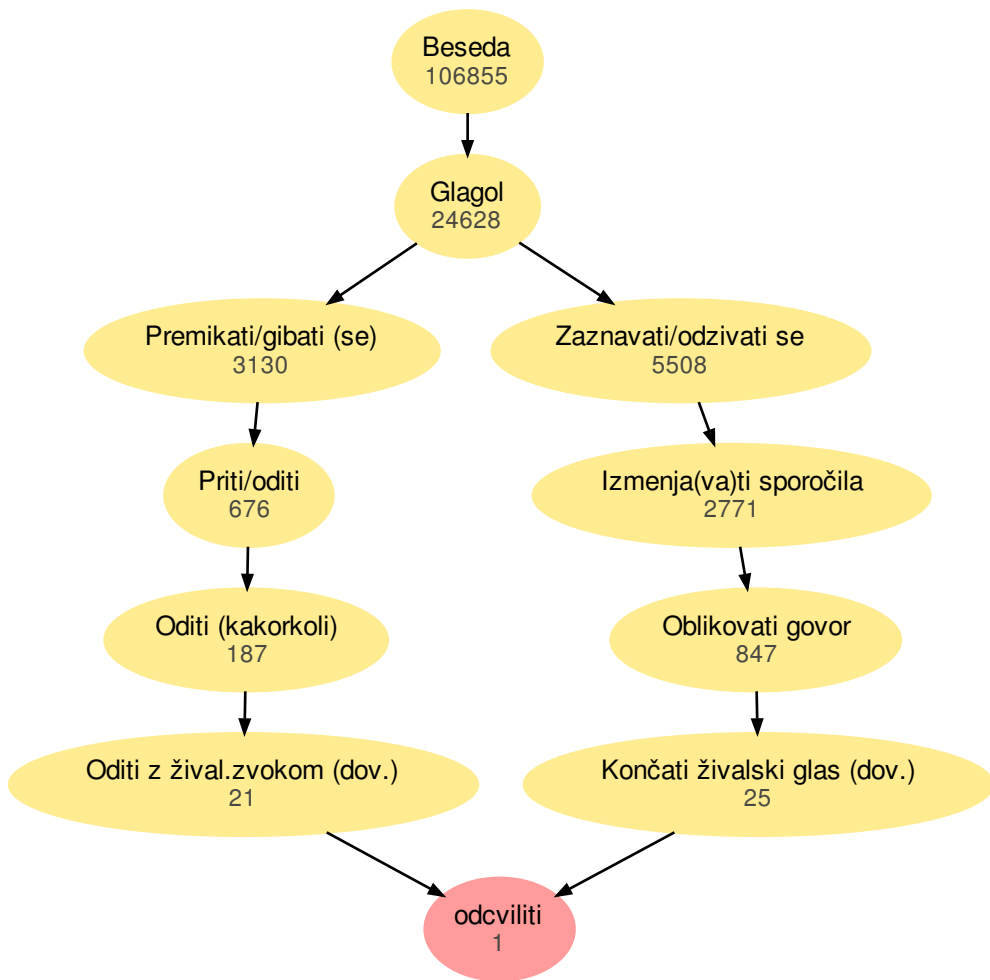 Beseda
106855
Glagol
24628
Premikati/gibati (se)
3130
Zaznavati/odzivati se
5508
Priti/oditi
676
Izmenja(va)ti sporočila
2771
Oditi (kakorkoli)
187
Oblikovati govor
847
Oditi z žival.zvokom (dov.)
21
Končati živalski glas (dov.)
25
odcviliti
1